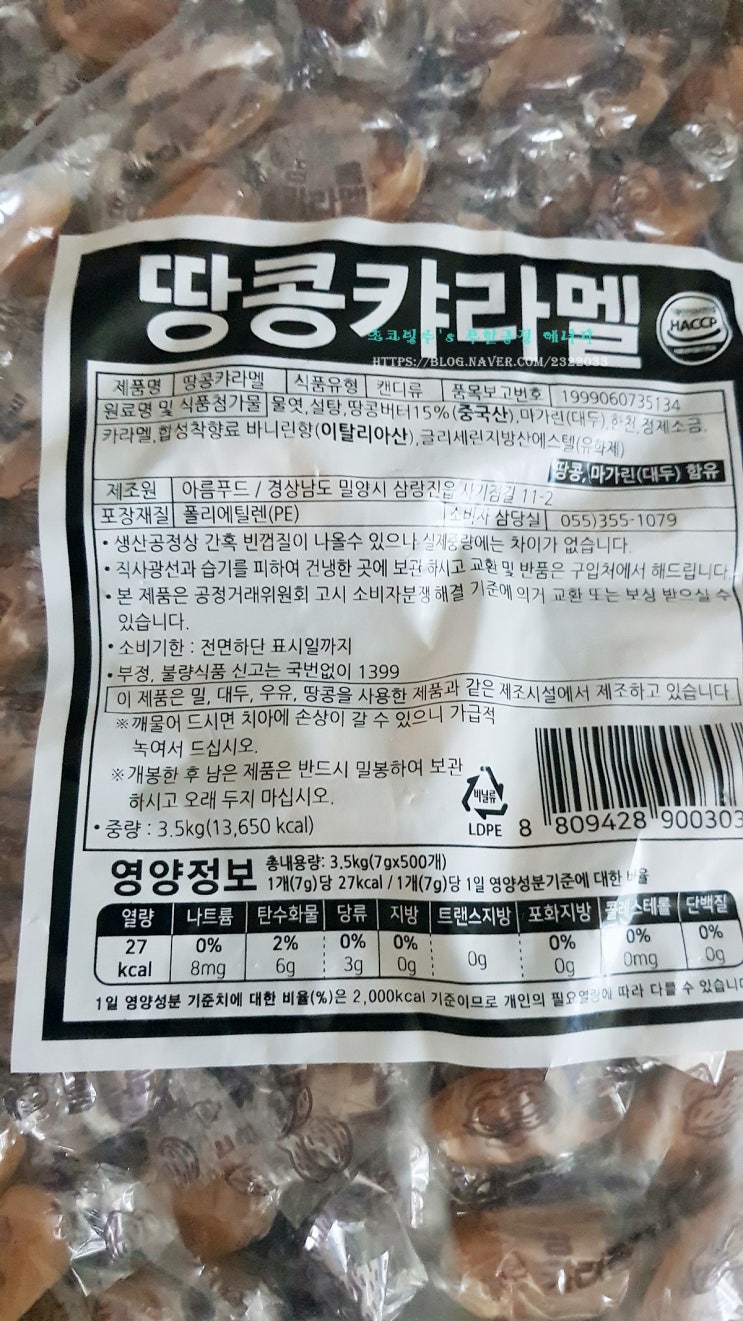 땅콩캬라멜
HACCP
HTTPS://BLOG.NAVER.COM/2322033
제품명 땅콩카라멜 식품유형 캔디류 품목보고번호 1999060735134
원료명 및 식품첨가물 물엿,설탕,땅콩버터15%(중국산),마가린(대두),한천,정제소금,
카라멜,합성착향료 바니린향(이탈리아산),글리세린지방산에스텔(유화제)
땅콩,마가린(대두) 함유
제조원 아름푸드 / 경상남도 밀양시 삼랑진읍 사기점길 11-2
포장재질 폴리에틸렌(PE) 소비자 상담실 055)355-1079
• 생산공정상 간혹 빈껍질이 나올수 있으나 실제중량에는 차이가 없습니다.
• 직사광선과 습기를 피하여 건냉한 곳에 보관하시고 교환 및 반품은 구입처에서 해드립니다.
• 본 제품은 공정거래위원회 고시 소비자분쟁해결 기준에 의거 교환 또는 보상 받으실 수
있습니다.
• 소비기한 : 전면하단 표시일까지
• 부정, 불량식품 신고는 국번없이 1399
이 제품은 밀, 대두, 우유, 땅콩을 사용한 제품과 같은 제조시설에서 제조하고 있습니다.
※깨물어 드시면 치아에 손상이 갈 수 있으니 가급적
녹여서 드십시오.
※개봉한 후 남은 제품은 반드시 밀봉하여 보관
하시고 오래 두지 마십시오.
• 중량 : 3.5kg(13,650 kcal)
비닐류
LDPE
8 809428 900303
영양정보 총내용량: 3.5kg(7gx500개)
1개(7g)당 27kcal / 1개(7g)당 1일 영양성분기준에 대한 비율
열량 나트륨 탄수화물 당류 지방 트랜스지방 포화지방 콜레스테롤 단백질
27 0% 2% 0% 0% 0% 0% 0%
kcal 8mg 6g 3g 0g 0g 0g 0mg 0g
1일 영양성분 기준치에 대한 비율(%)은 2,000kcal 기준이므로 개인의 필요열량에 따라 다를 수 있습니다